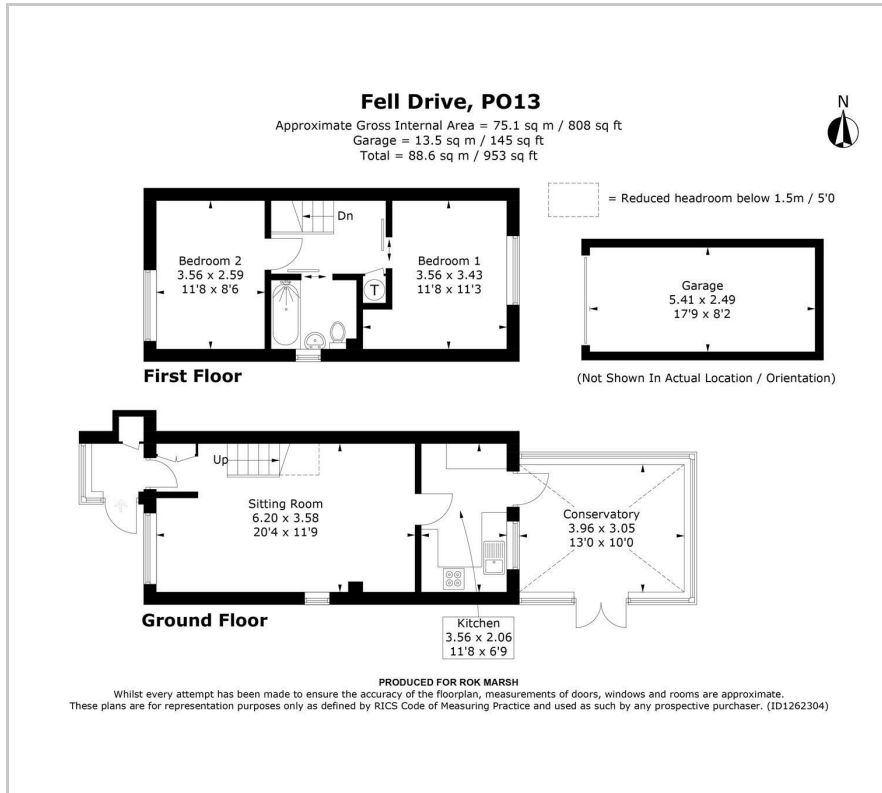 Fell Drive, PO13
Approximate Gross Internal Area = 75.1 sq m / 808 sq ft
Garage = 13.5 sq m / 145 sq ft
Total = 88.6 sq m / 953 sq ft
N
= Reduced headroom below 1.5m / 5'0
Dn
Bedroom 2
3.56 x 2.59
11'8 x 8'6
Bedroom 1
3.56 x 3.43
11'8 x 11'3
T
Garage
5.41 x 2.49
17'9 x 8'2
First Floor
(Not Shown In Actual Location / Orientation)
Up
Sitting Room
6.20 x 3.58
20'4 x 11'9
Conservatory
3.96 x 3.05
13'0 x 10'0
Ground Floor
Kitchen
3.56 x 2.06
11'8 x 6'9
PRODUCED FOR ROK MARSH
Whilst every attempt has been made to ensure the accuracy of the floorplan, measurements of doors, windows and rooms are approximate.
These plans are for representation purposes only as defined by RICS Code of Measuring Practice and used as such by any prospective purchaser. (ID1262304)